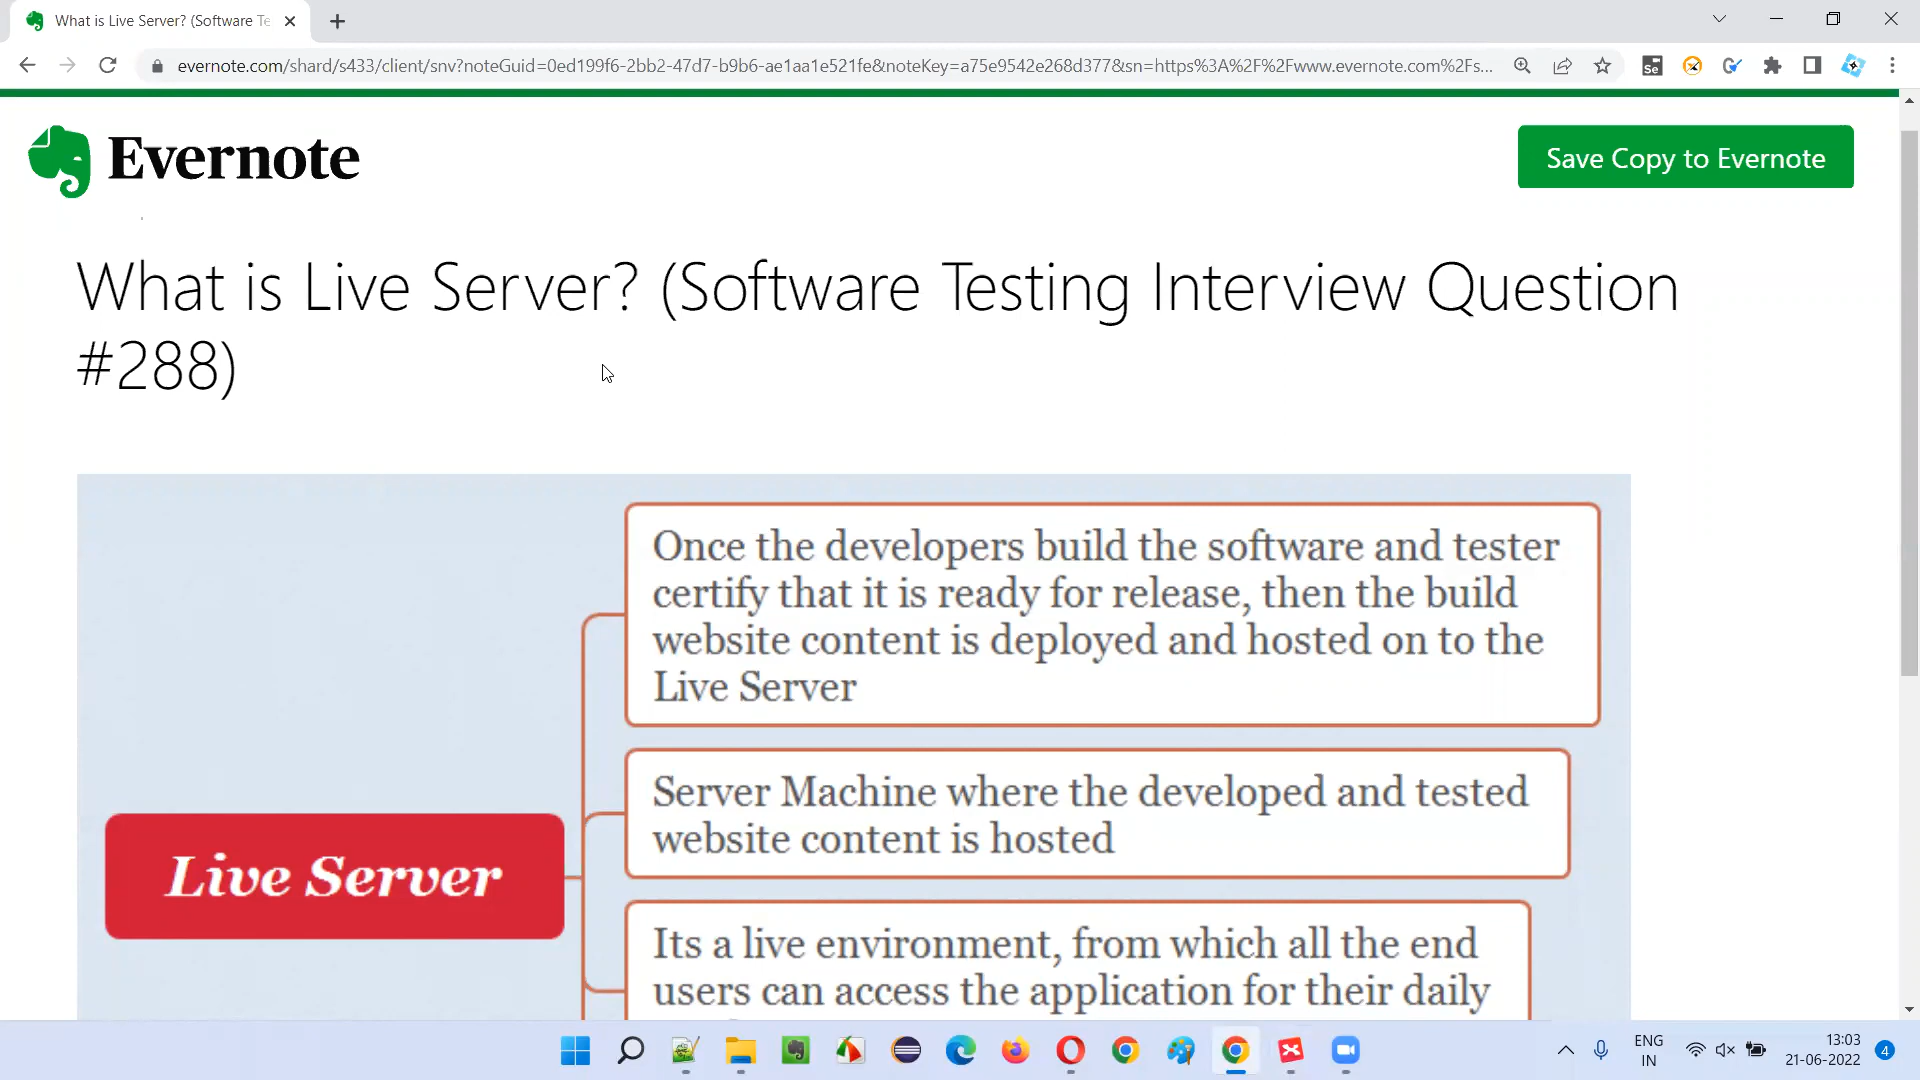 What is Live Server? (Software Te
evernote.com/shard/s433/client/snv?noteGuid=0ed199f6-2bb2-47d7-b9b6-ae1aa1e521fe&noteKey=a75e9542e268d377&sn=https%3A%2F%2Fwww.evernote.com%2Fs...
Se
Evernote
Save Copy to Evernote
What is Live Server? (Software Testing Interview Question
#288)
Once the developers build the software and tester
certify that it is ready for release, then the build
website content is deployed and hosted on to the
Live Server
Server Machine where the developed and tested
website content is hosted
Live Server
Its a live environment, from which all the end
users can access the application for their daily
ENG
IN
13:03
21-06-2022
4